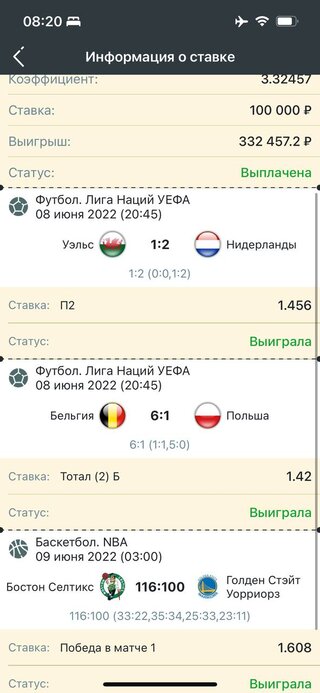 08:20
Информация о ставке
Коэффициент: 3.32457
Ставка: 100 000 ₽
Выигрыш: 332 457.2 ₽
Статус: Выплачена
Футбол. Лига Наций УЕФА
08 июня 2022 (20:45)
Уэльс 1:2 Нидерланды
1:2 (0:0,1:2)
Ставка: П2 1.456
Статус: Выиграла
Футбол. Лига Наций УЕФА
08 июня 2022 (20:45)
Бельгия 6:1 Польша
6:1 (1:1,5:0)
Ставка: Тотал (2) Б 1.42
Статус: Выиграла
Баскетбол. NBA
09 июня 2022 (03:00)
Бостон Селтикс 116:100 Голден Стэйт
Уорриорз
116:100 (33:22,35:34,25:33,23:11)
Ставка: Победа в матче 1 1.608
Статус: Выиграла